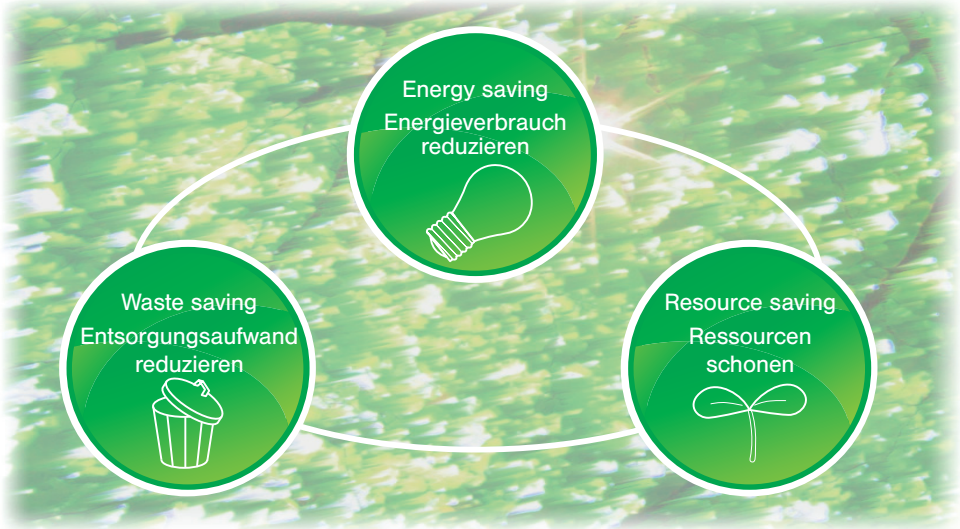 Energy saving
Energieverbrauch
reduzieren
Waste saving
Entsorgungsaufwand
reduzieren
Resource saving
Ressourcen
schonen